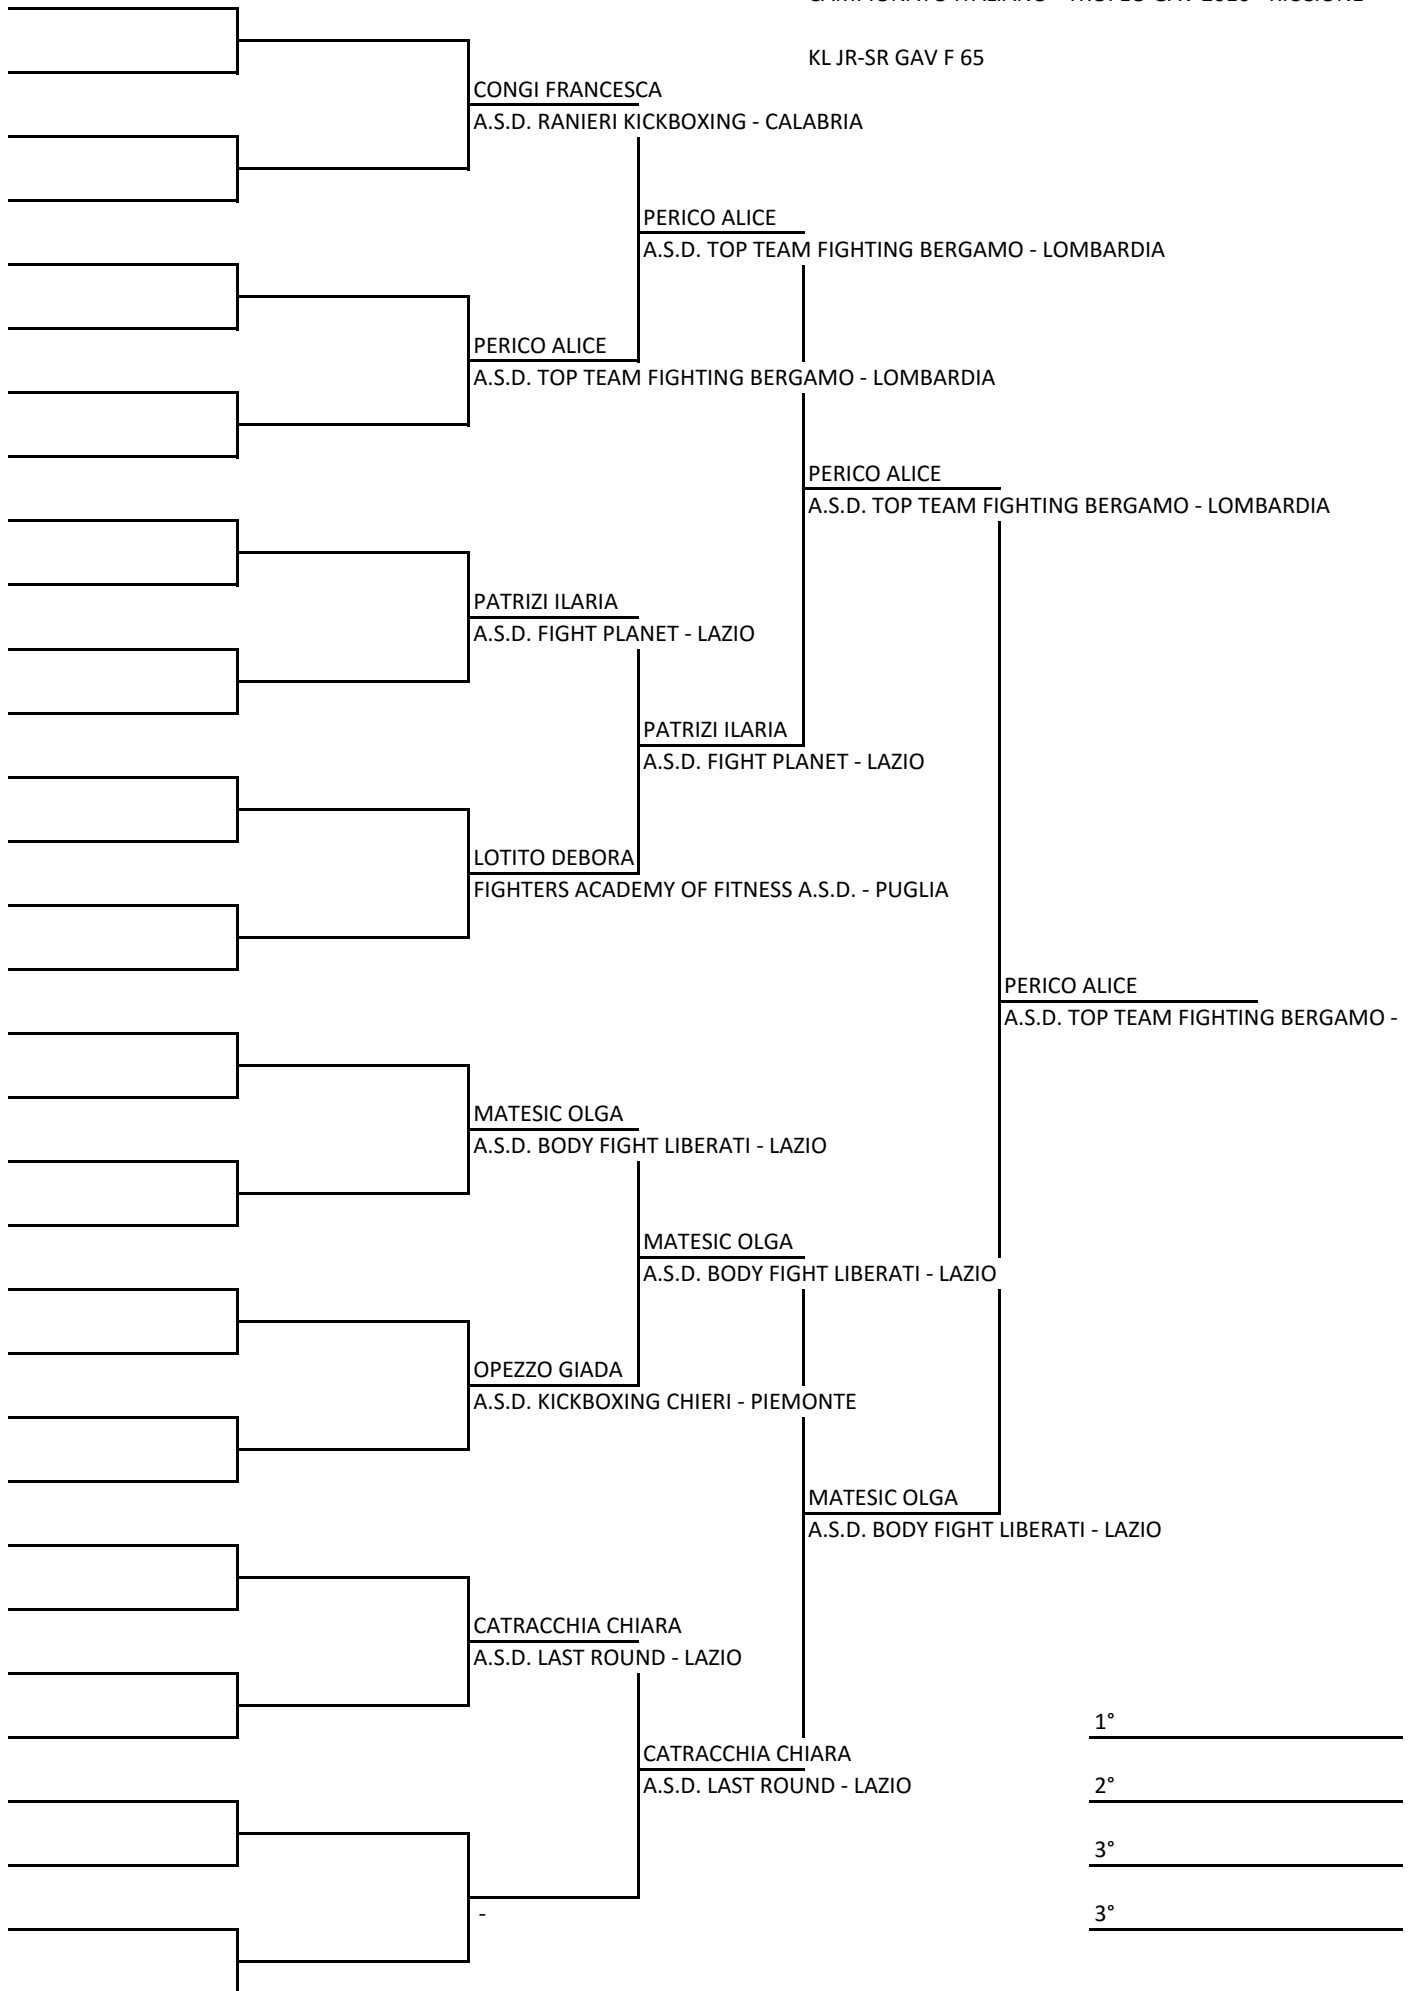 KL JR-SR GAV F 65
CONGI FRANCESCA
A.S.D. RANIERI KICKBOXING - CALABRIA
PERICO ALICE
A.S.D. TOP TEAM FIGHTING BERGAMO - LOMBARDIA
PERICO ALICE
A.S.D. TOP TEAM FIGHTING BERGAMO - LOMBARDIA
PERICO ALICE
A.S.D. TOP TEAM FIGHTING BERGAMO - LOMBARDIA
PATRIZI ILARIA
A.S.D. FIGHT PLANET - LAZIO
PATRIZI ILARIA
A.S.D. FIGHT PLANET - LAZIO
LOTITO DEBORA
FIGHTERS ACADEMY OF FITNESS A.S.D. - PUGLIA
PERICO ALICE
A.S.D. TOP TEAM FIGHTING BERGAMO -
MATESIC OLGA
A.S.D. BODY FIGHT LIBERATI - LAZIO
MATESIC OLGA
A.S.D. BODY FIGHT LIBERATI - LAZIO
OPEZZO GIADA
A.S.D. KICKBOXING CHIERI - PIEMONTE
MATESIC OLGA
A.S.D. BODY FIGHT LIBERATI - LAZIO
CATRACCHIA CHIARA
A.S.D. LAST ROUND - LAZIO
1°
CATRACCHIA CHIARA
A.S.D. LAST ROUND - LAZIO
2°
3°
-
3°